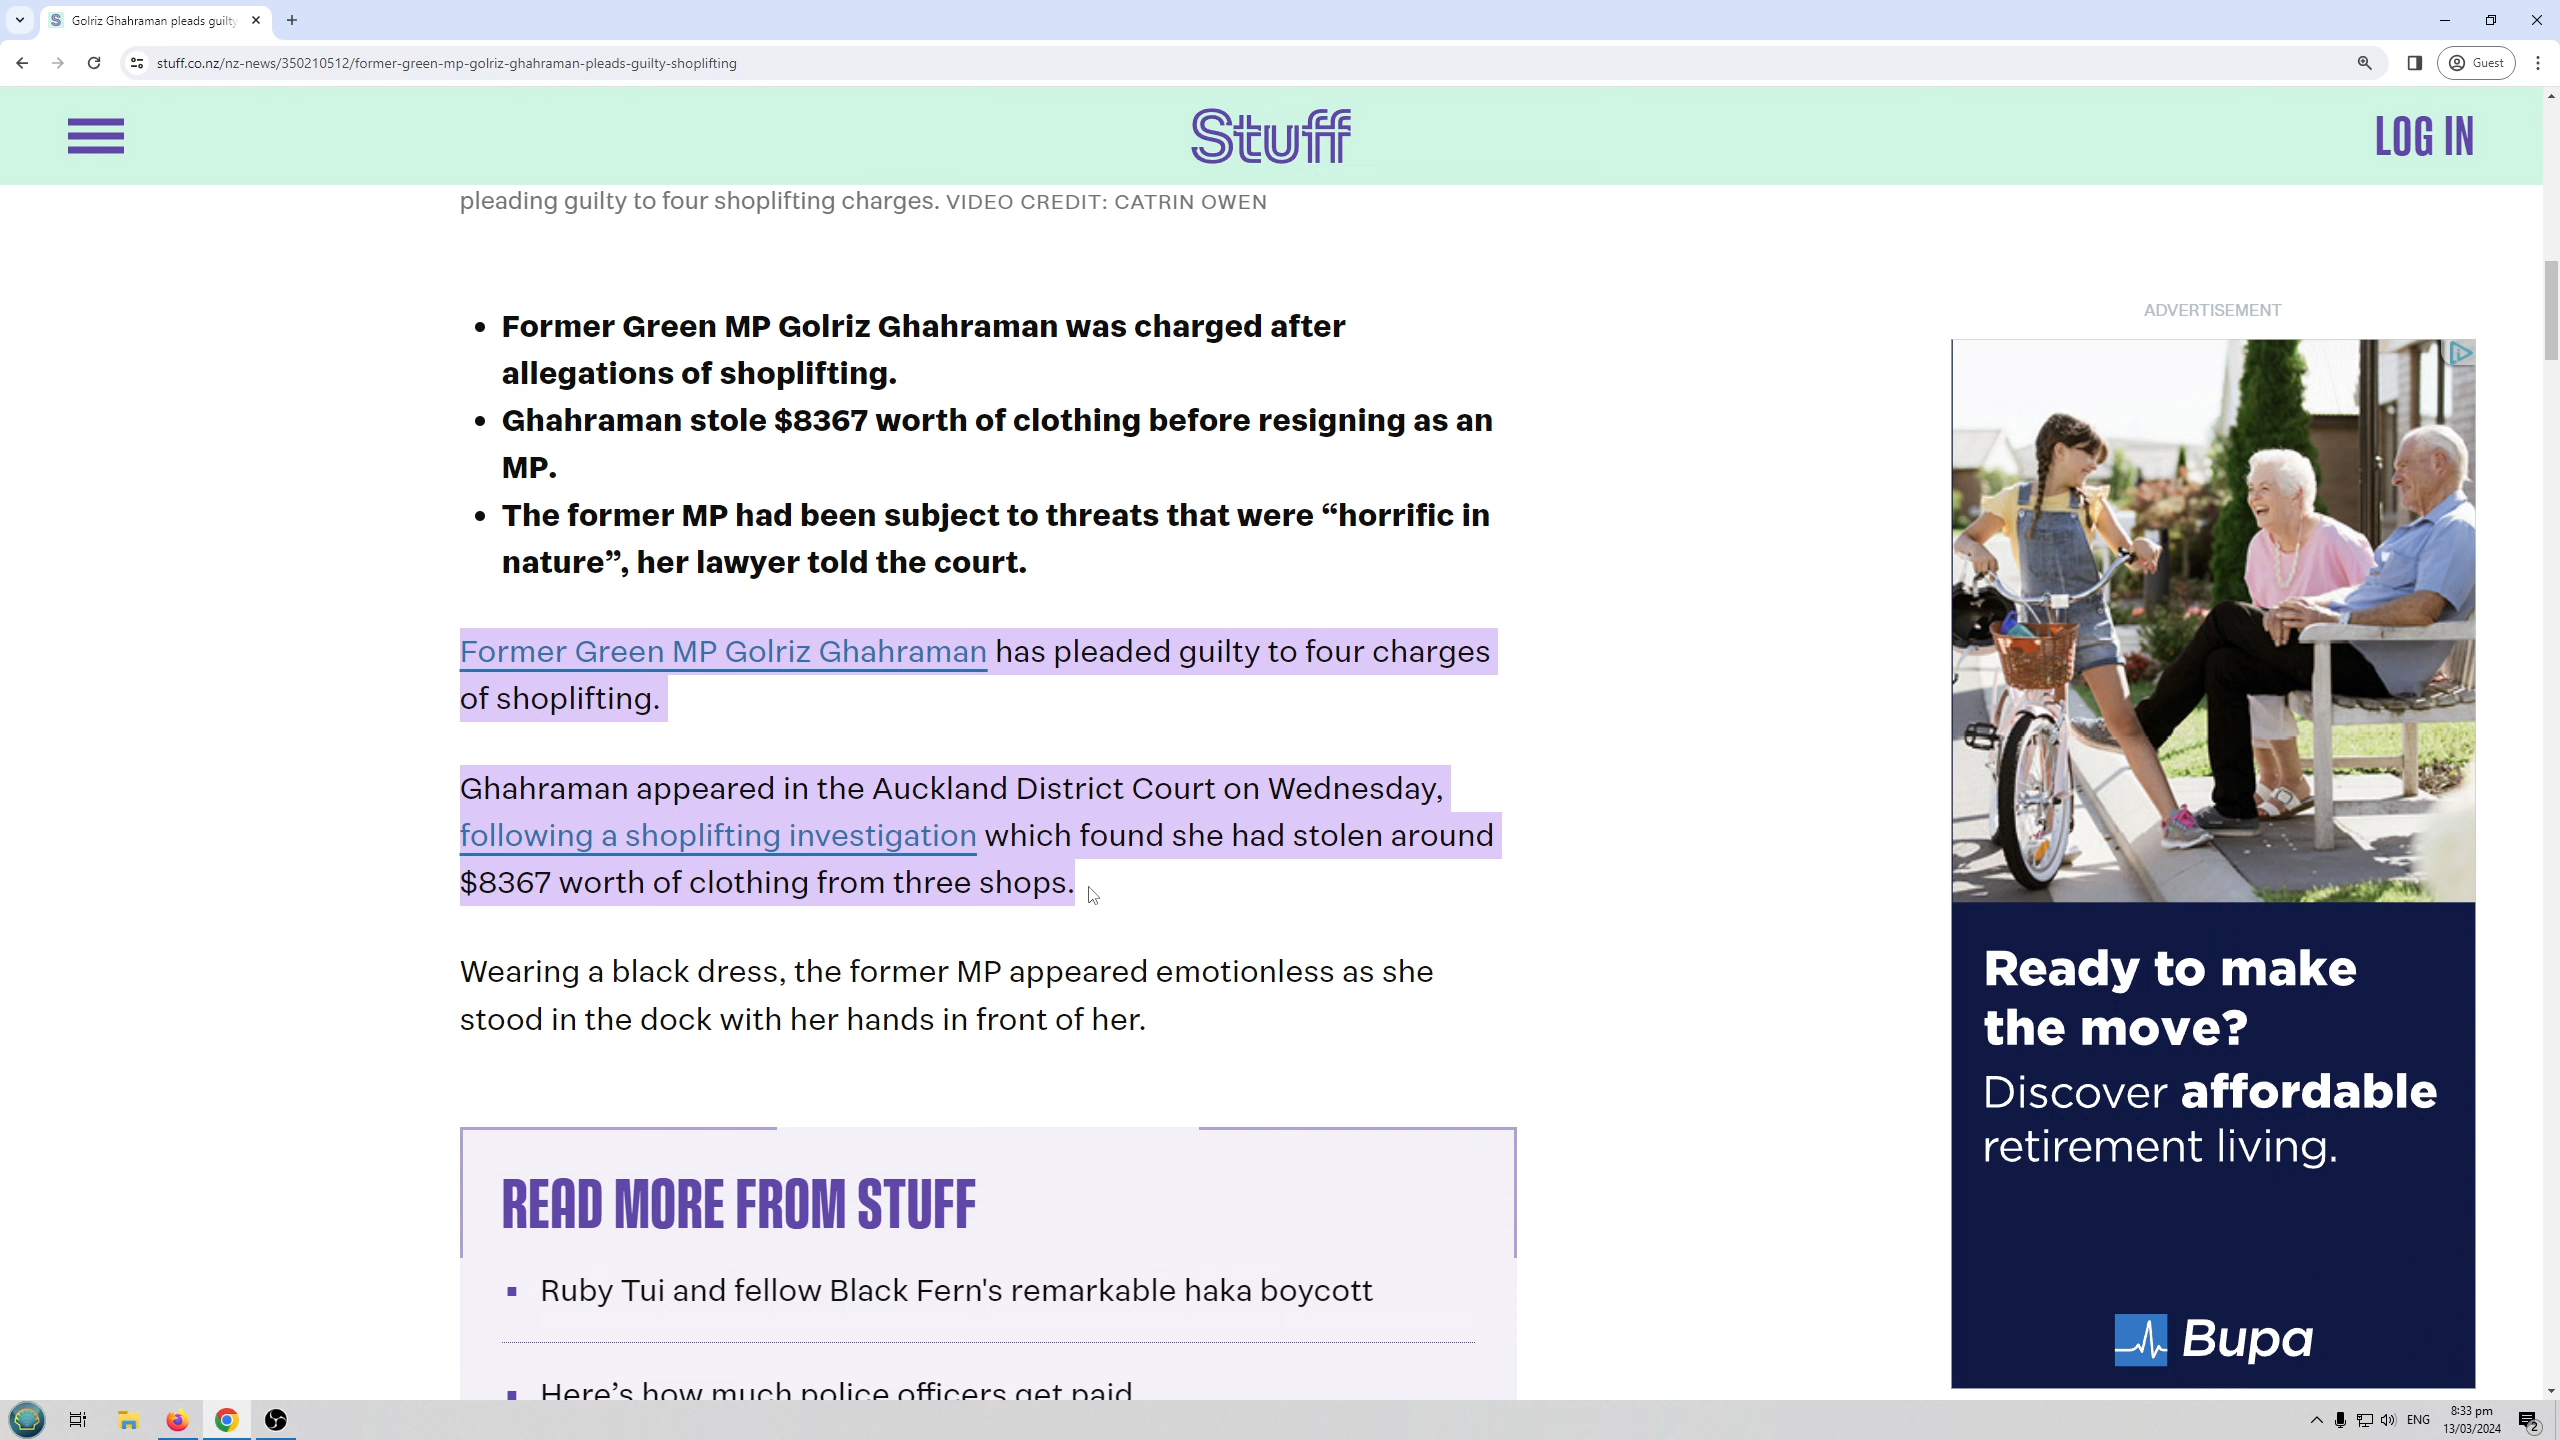 Golriz Ghahraman pleads guilty
stuff.co.nz/nz-news/350210512/former-green-mp-golriz-ghahraman-pleads-guilty-shoplifting
Guest
Stuff
LOG IN
pleading guilty to four shoplifting charges. VIDEO CREDIT: CATRIN OWEN
• Former Green MP Golriz Ghahraman was charged after
allegations of shoplifting.
• Ghahraman stole $8367 worth of clothing before resigning as an
MP.
• The former MP had been subject to threats that were “horrific in
nature”, her lawyer told the court.
Former Green MP Golriz Ghahraman has pleaded guilty to four charges
of shoplifting.
Ghahraman appeared in the Auckland District Court on Wednesday,
following a shoplifting investigation which found she had stolen around
$8367 worth of clothing from three shops.
Wearing a black dress, the former MP appeared emotionless as she
stood in the dock with her hands in front of her.
READ MORE FROM STUFF
Ruby Tui and fellow Black Fern's remarkable haka boycott
Here’s how much police officers get paid
ADVERTISEMENT
Ready to make
the move?
Discover affordable
retirement living.
Bupa
ENG
8:33 pm
13/03/2024
2